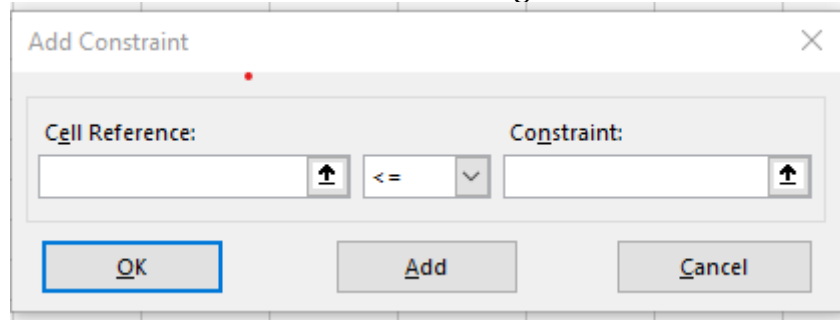 Add Constraint
Cell Reference:
Constraint:
<=
OK
Add
Cancel